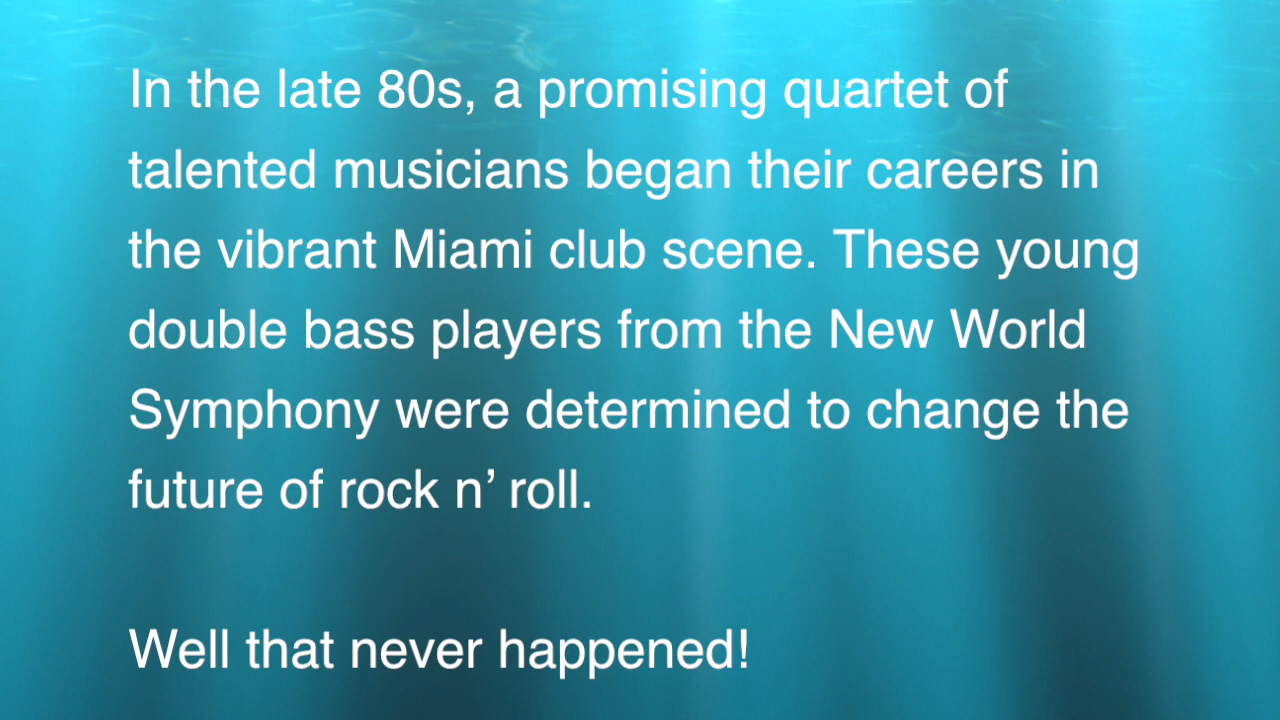 In the late 80s, a promising quartet of
talented musicians began their careers in
the vibrant Miami club scene. These young
double bass players from the New World
Symphony were determined to change the
future of rock n’ roll.
Well that never happened!